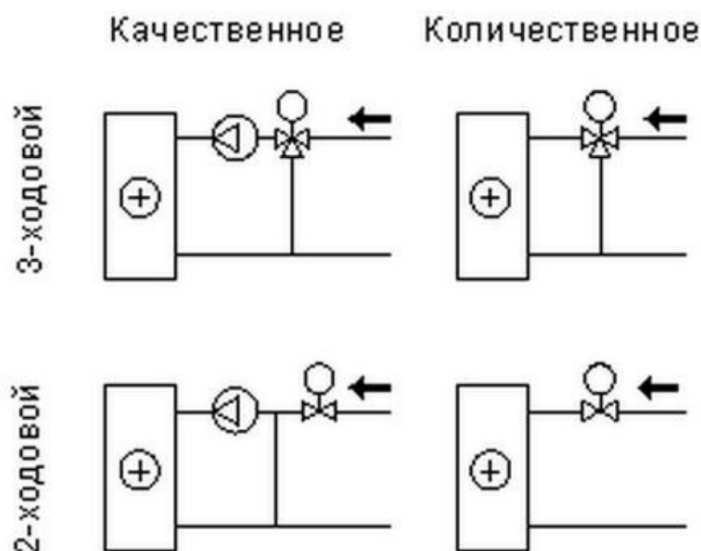 Качественное
Количественное
3-ходовой
2-ходовой